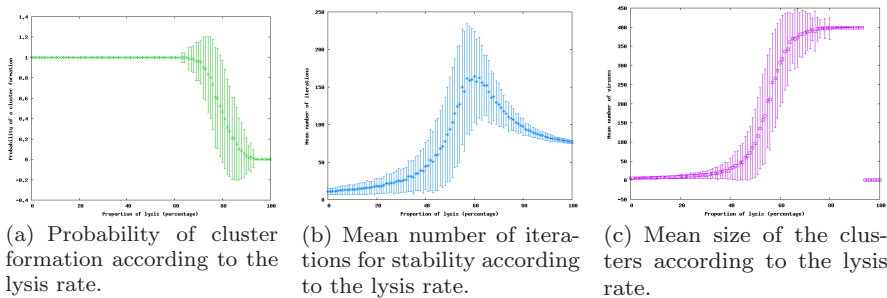 1.4
1.2
1
0.8
0.6
0.4
0.2
0
-0.2
-0.4
Probability of a cluster formation
0 20 40 60 80 100
Proportion of lysis (percentage)
250
200
150
100
50
0
Mean number of iterations
0 20 40 60 80 100
Proportion of lysis (percentage)
450
400
350
300
250
200
150
100
50
0
-50
Mean number of viruses
0 20 40 60 80 100
Proportion of lysis (percentage)
(a) Probability of cluster
formation according to the
lysis rate.
(b) Mean number of itera-
tions for stability according
to the lysis rate.
(c) Mean size of the clus-
ters according to the lysis
rate.